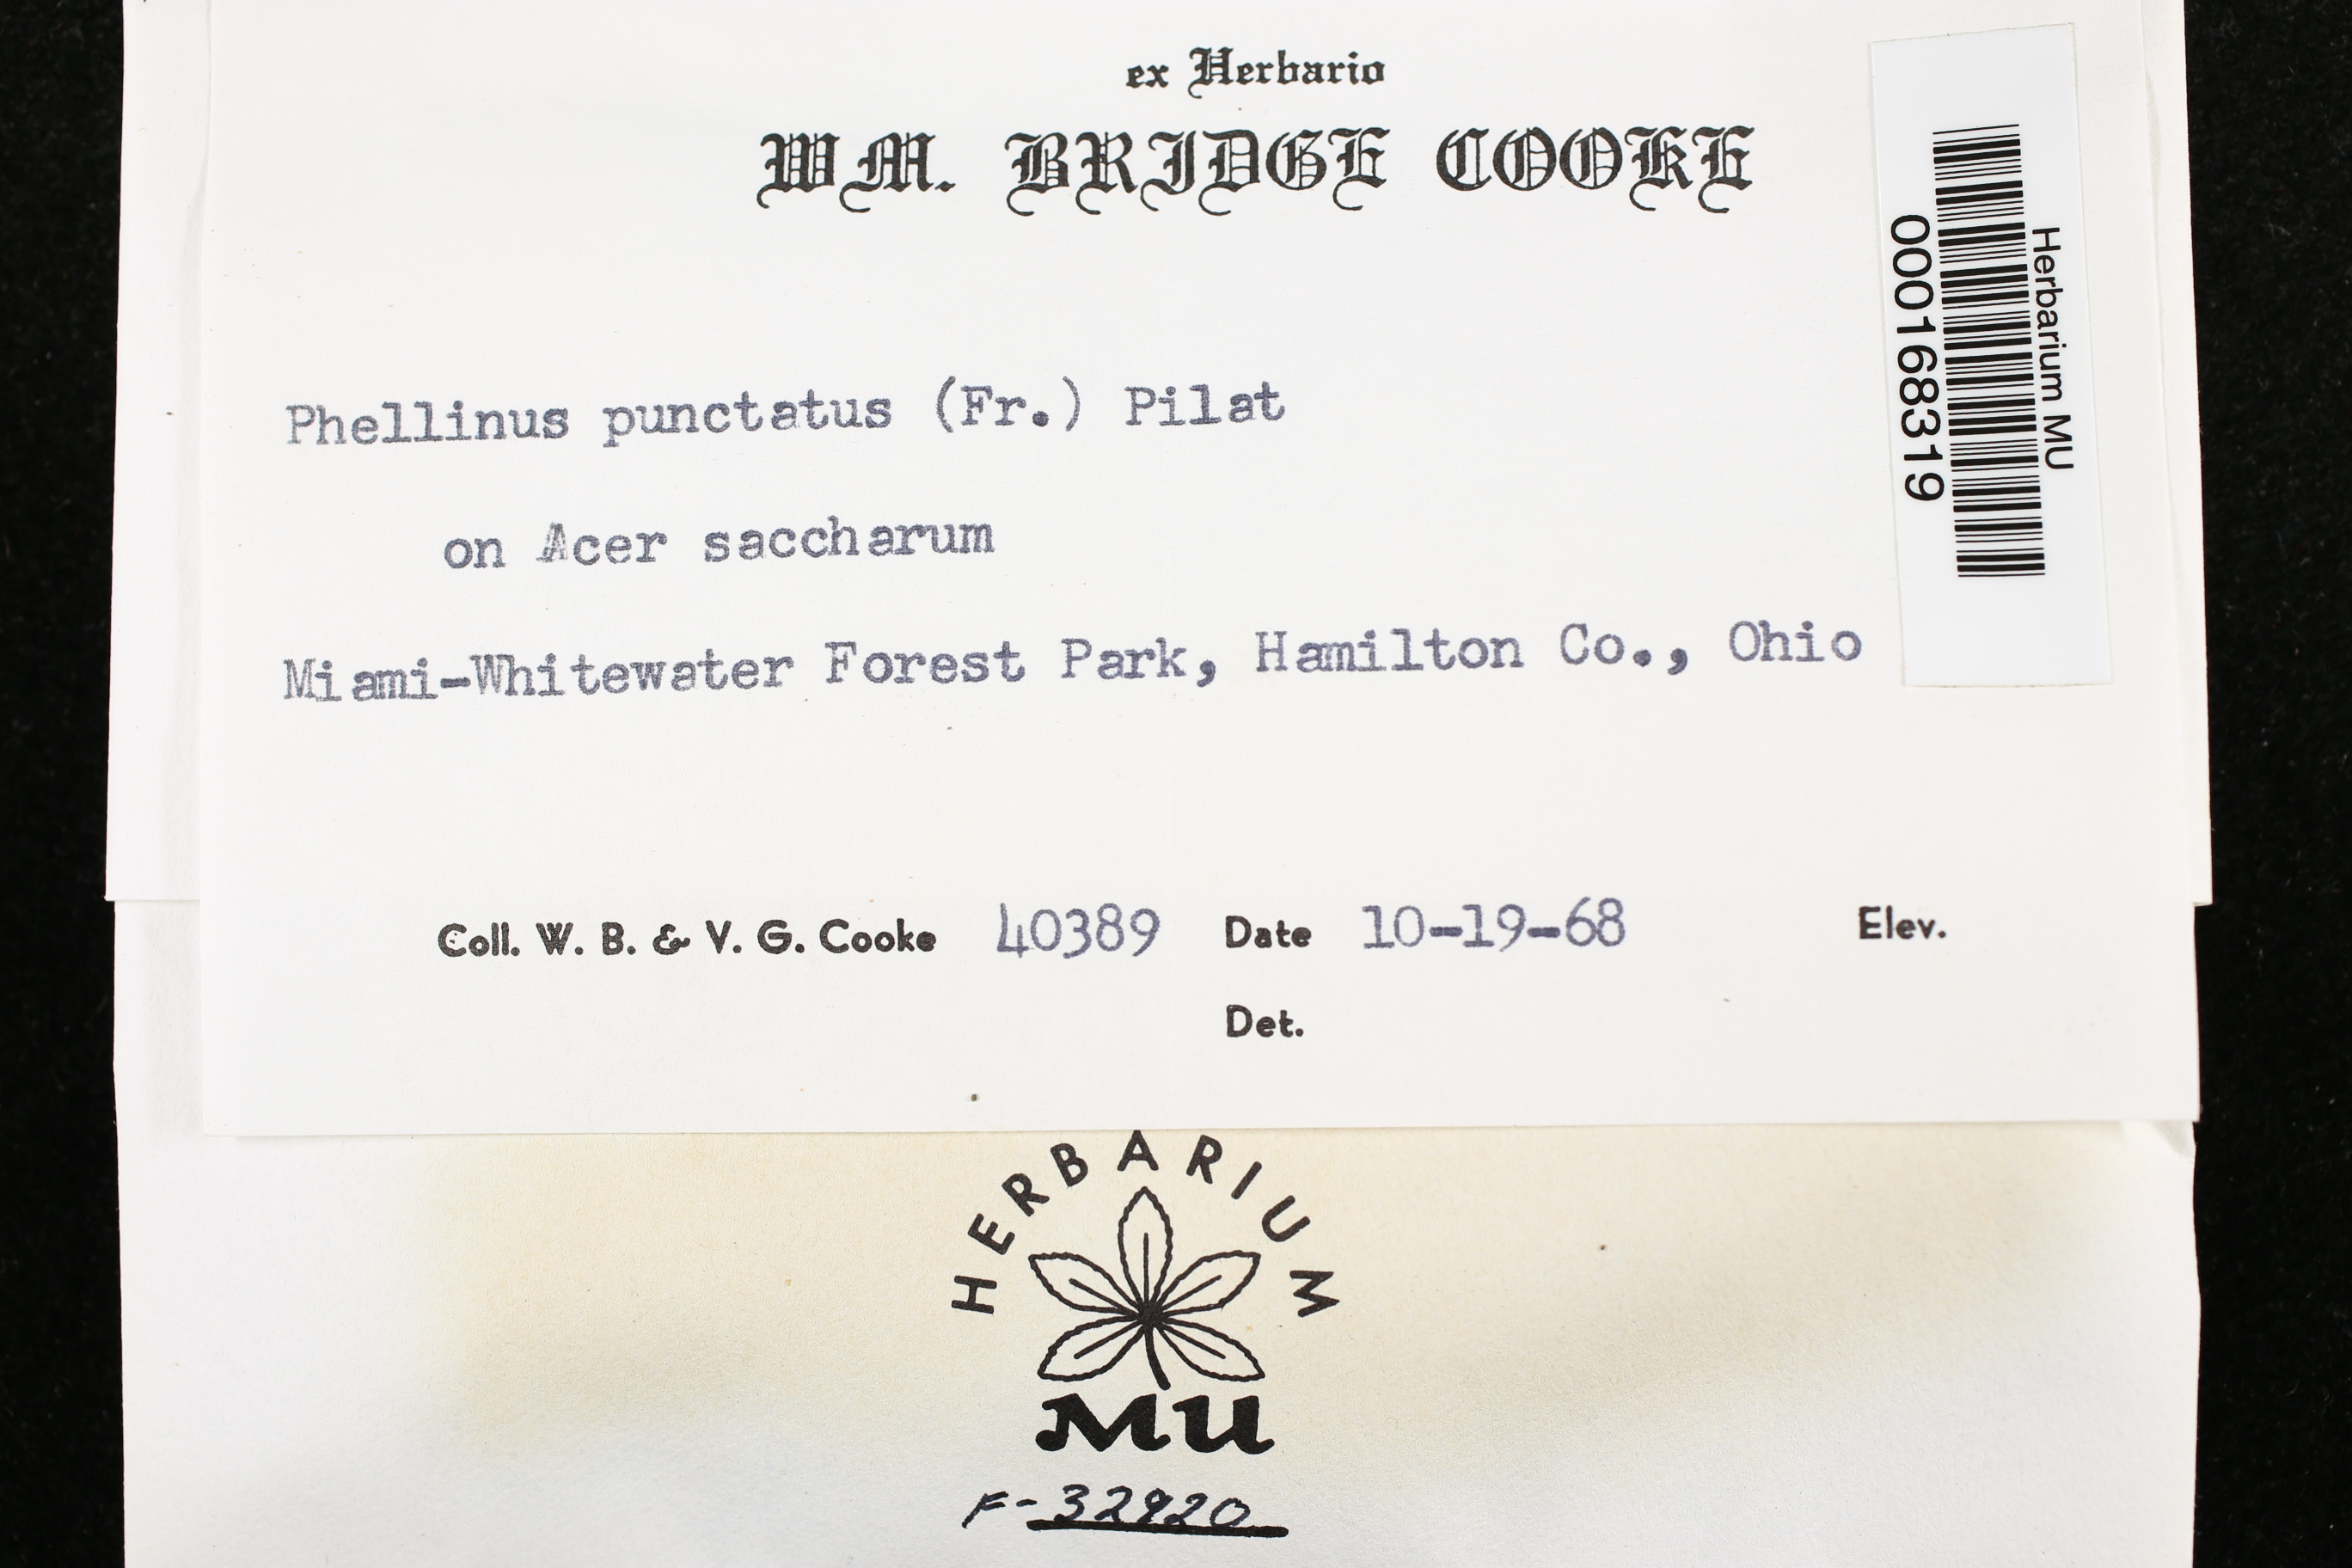 ex Herbario
WM. BRIDGE COOKE
Herbarium MU
000168319
Phellinus punctatus (Fr.) Pilat
on Acer saccharum
Miami-Whitewater Forest Park, Hamilton Co., Ohio
Coll. W. B. & V. G. Cooke 40389 Date 10-19-68 Elev.
Det.
HERBARIUM
MU
F-32920